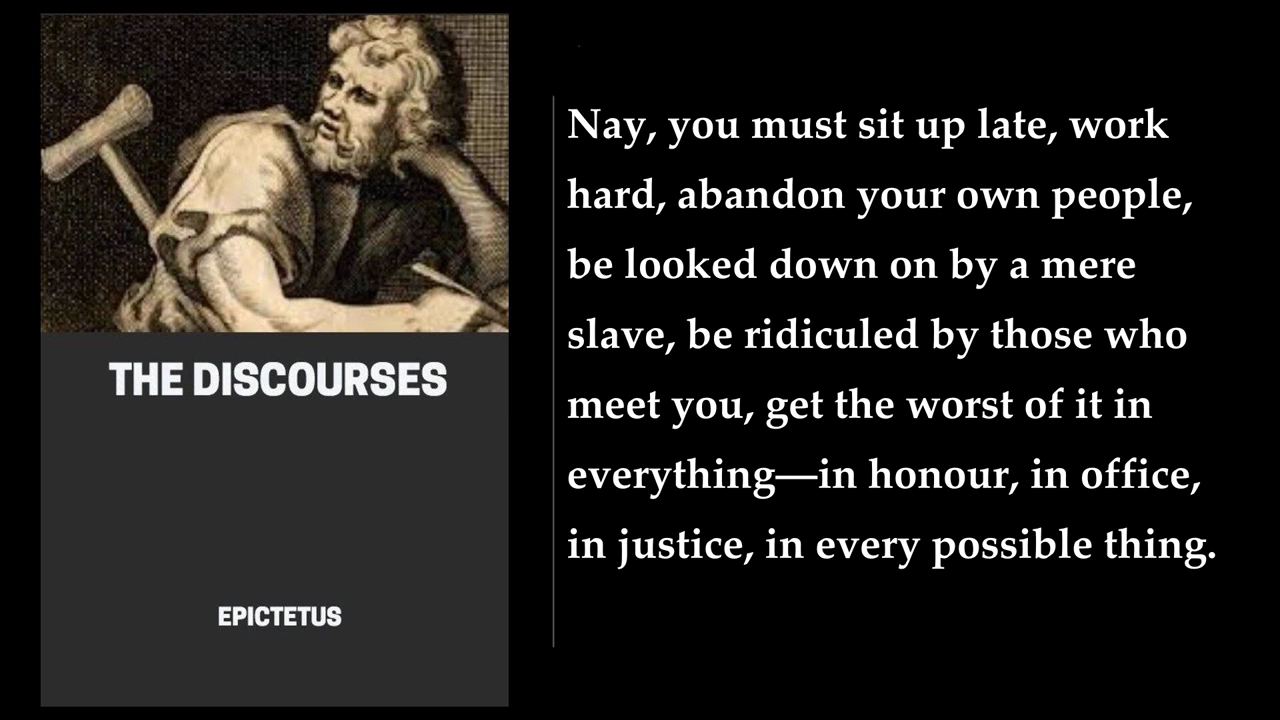 THE DISCOURSES
EPICTETUS
Nay, you must sit up late, work
hard, abandon your own people,
be looked down on by a mere
slave, be ridiculed by those who
meet you, get the worst of it in
everything—in honour, in office,
in justice, in every possible thing.